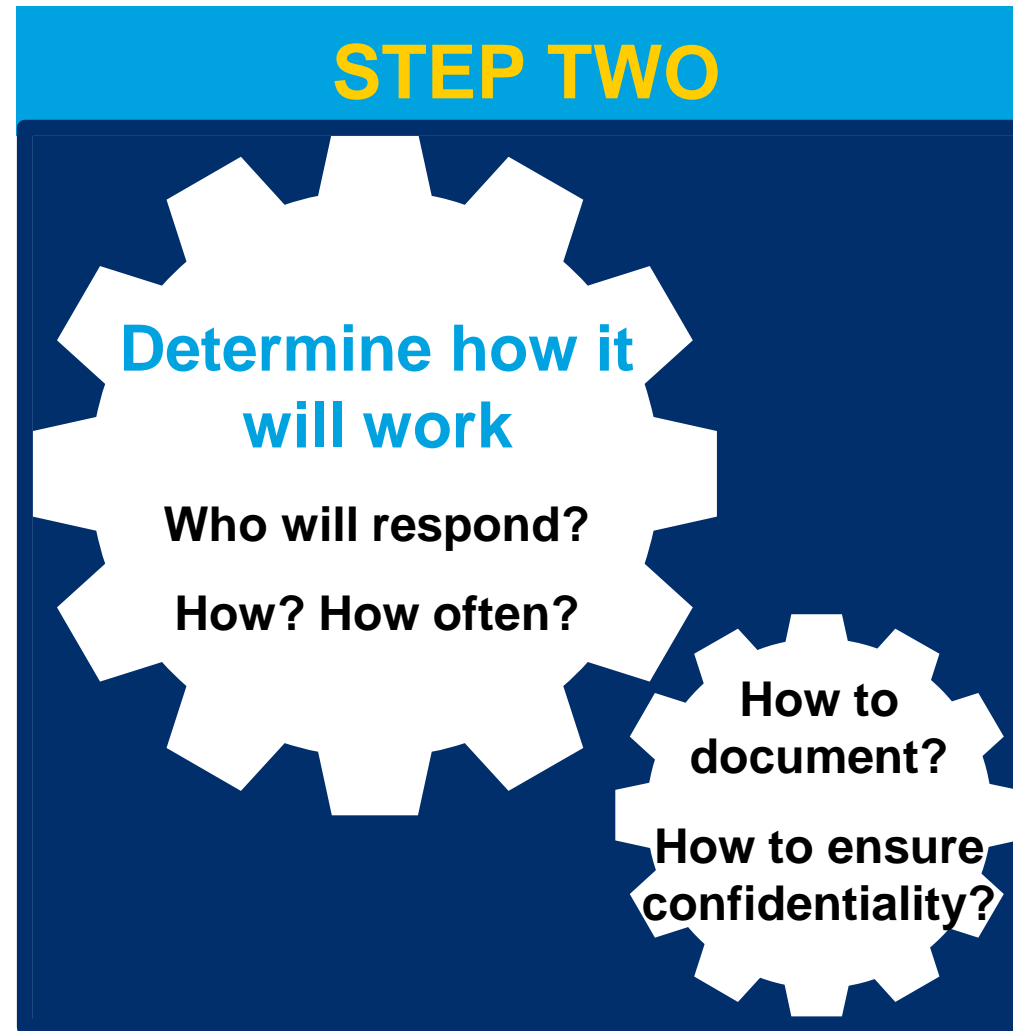 STEP TWO
Determine how it
will work
Who will respond?
How? How often?
How to
document?
How to ensure
confidentiality?